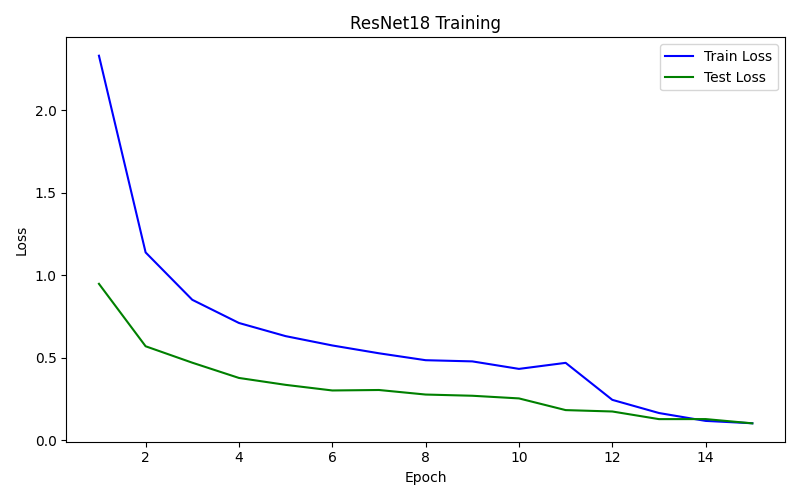 ResNet18 Training
Train Loss
Test Loss
2.0
1.5
1.0
0.5
0.0
Loss
2 4 6 8 10 12 14
Epoch